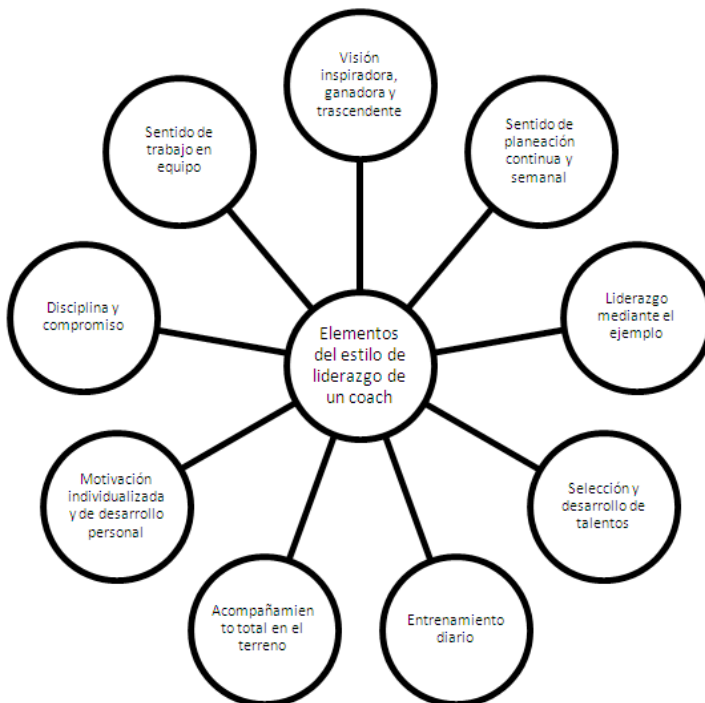 Visión
inspiradora,
ganadora y
trascendente
Sentido de
planeación
continua y
semanal
Liderazgo
mediante el
ejemplo
Selección y
desarrollo de
talentos
Entrenamiento
diario
Acompañamien
to total en el
terreno
Motivación
individualizada
y de desarrollo
personal
Disciplina y
compromiso
Sentido de
trabajo en
equipo
Elementos
del estilo de
liderazgo de
un coach